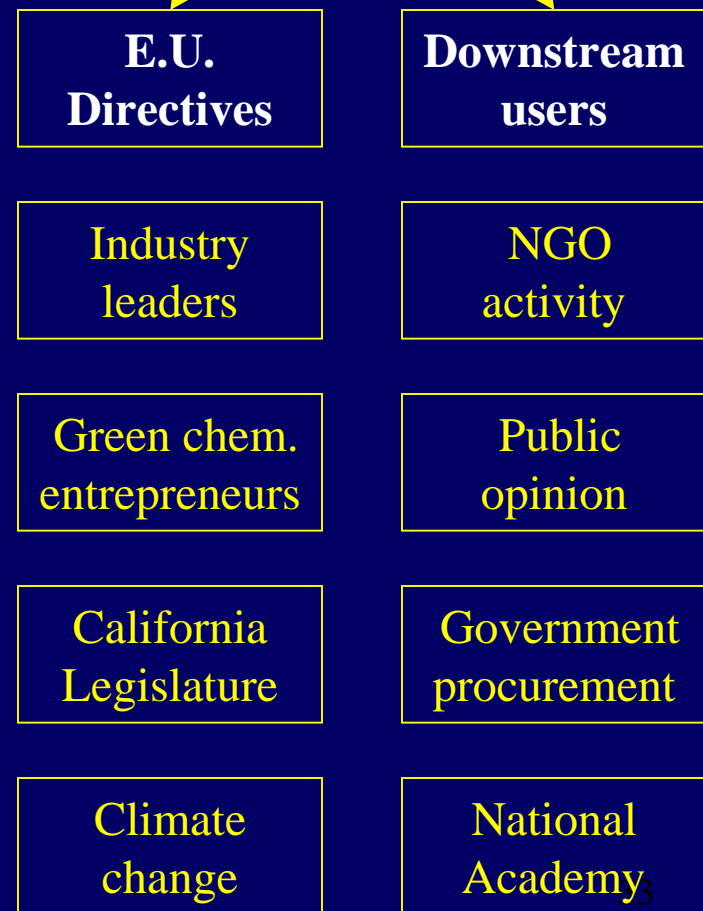 E.U.
Directives
Downstream
users
Industry
leaders
NGO
activity
Green chem.
entrepreneurs
Public
opinion
California
Legislature
Government
procurement
Climate
change
National
Academy